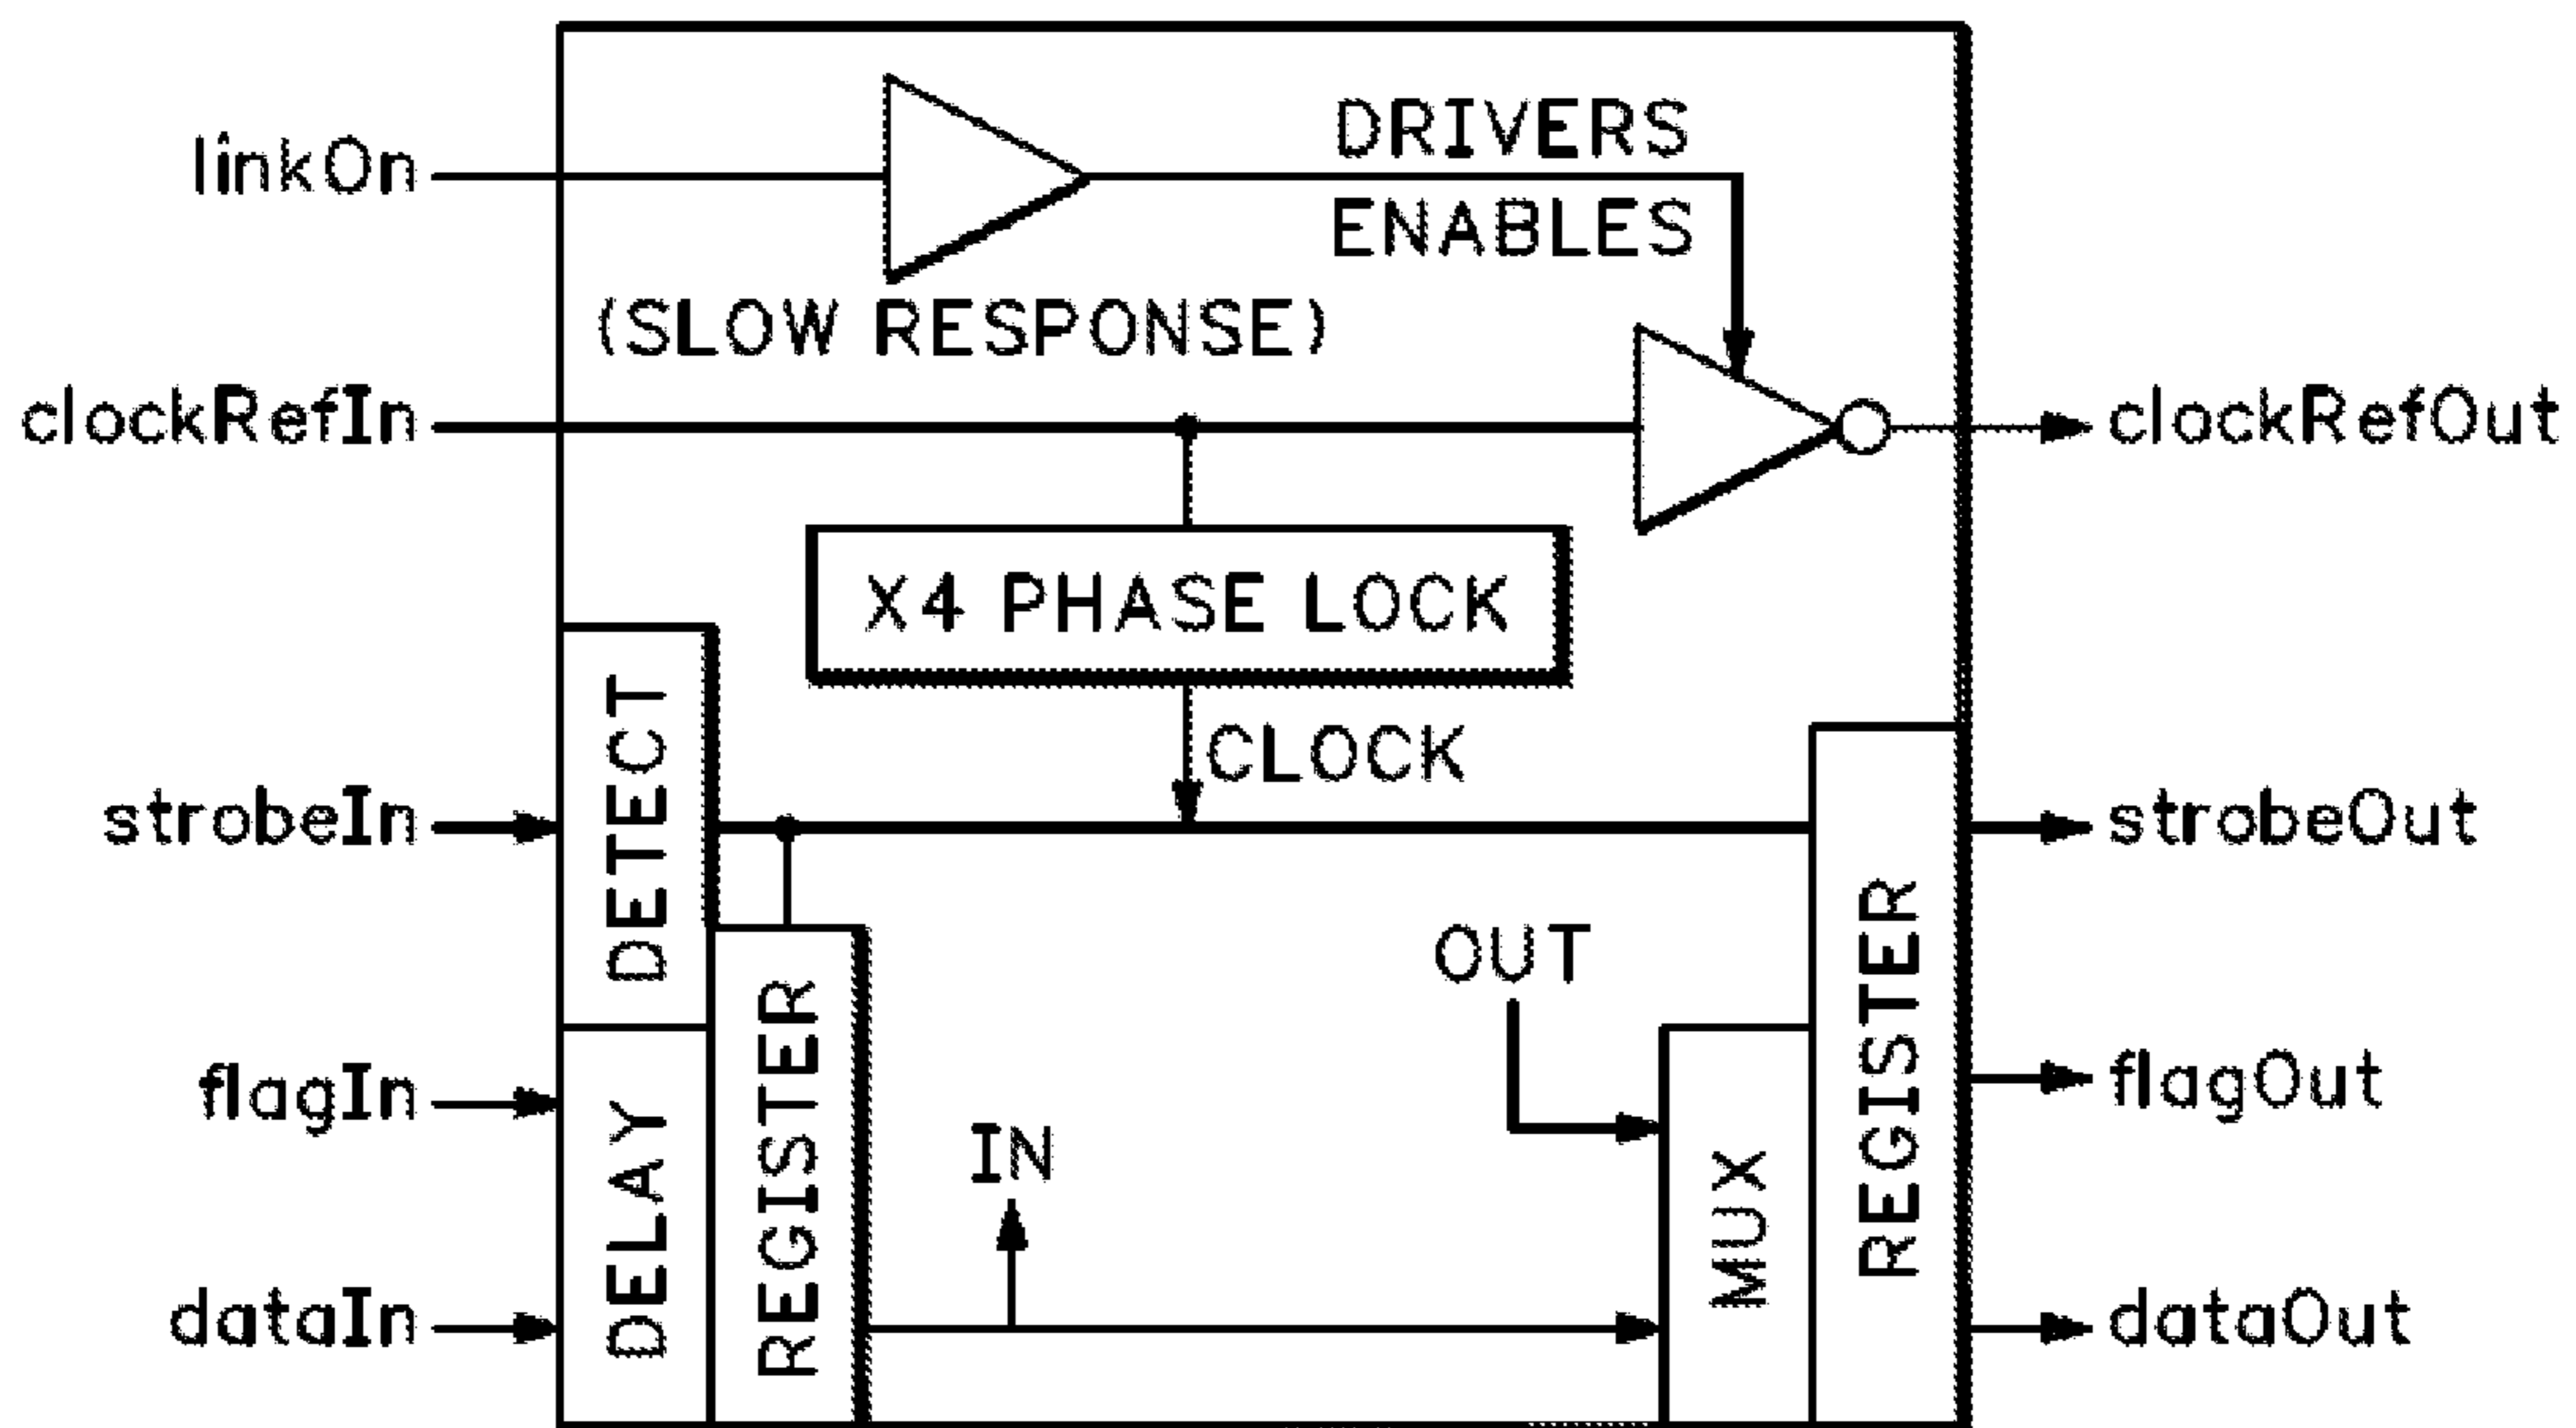 linkOn
DRIVERS
ENABLES
(SLOW RESPONSE)
clockRefIn
clockRefOut
X4 PHASE LOCK
CLOCK
DETECT
strobeIn
strobeOut
OUT
REGISTER
REGISTER
flagIn
flagOut
DELAY
IN
MUX
dataIn
dataOut